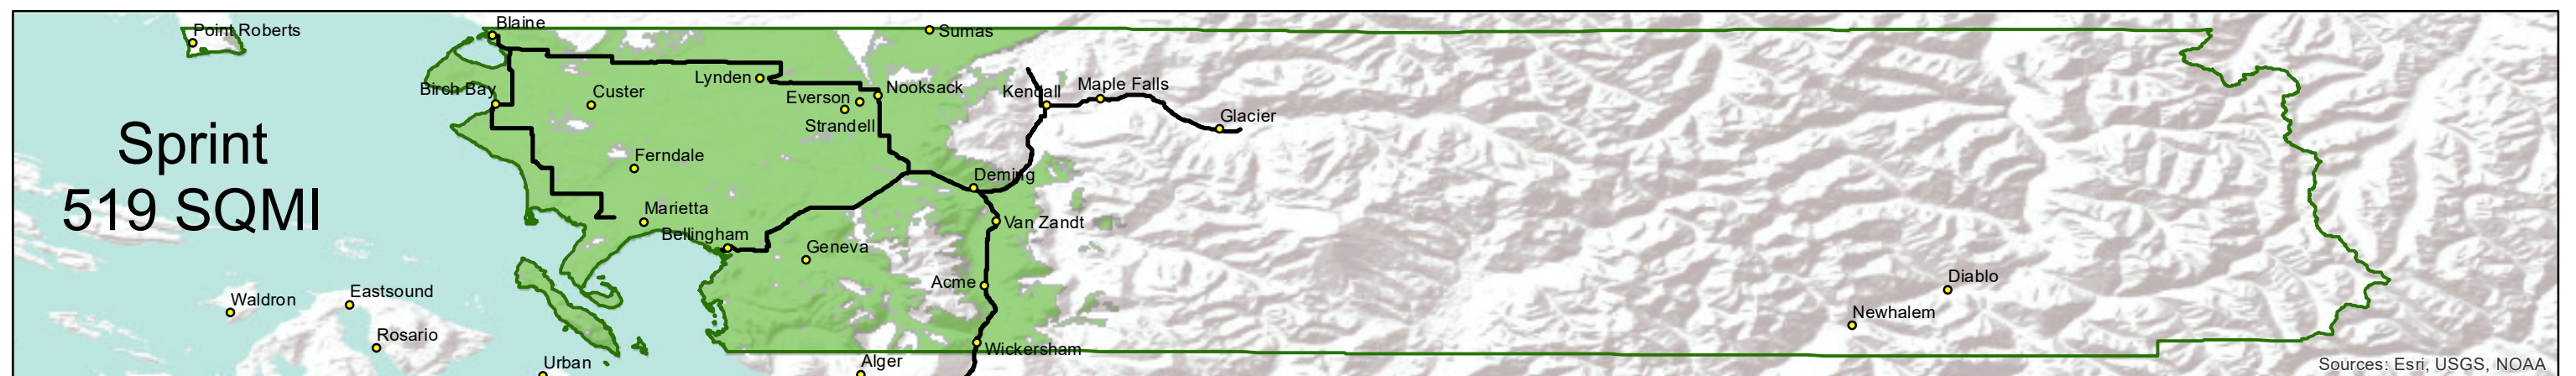 Blaine
Point Roberts
Sumas
Lynden
Birch Bay
Custer
Nooksack
Everson
Kendall
Maple Falls
Glacier
Strandell
Sprint
519 SQMI
Ferndale
Deming
Marietta
Van Zandt
Bellingham
Geneva
Acme
Diablo
Waldron
Eastsound
Newhalem
Rosario
Wickersham
Urban
Alger
Sources: Esri, USGS, NOAA